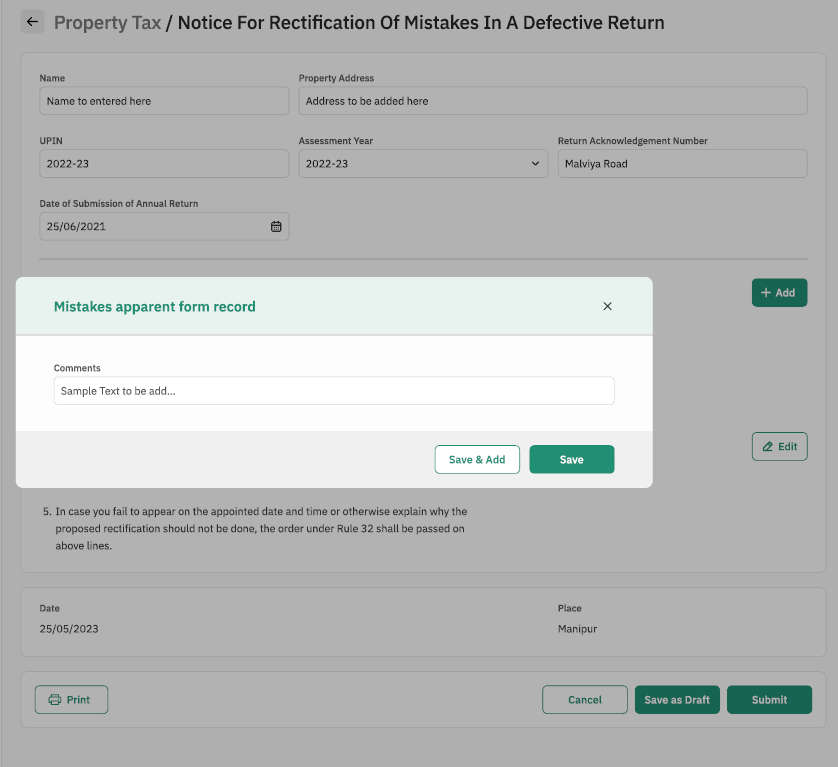 Property Tax / Notice For Rectification Of Mistakes In A Defective Return
Name
Property Address
Name to entered here
Address to be added here
UPIN
Assessment Year
Return Acknowledgement Number
2022-23
2022-23
Malviya Road
Date of Submission of Annual Return
25/06/2021
+ Add
Mistakes apparent form record
Comments
Sample Text to be add...
Edit
Save & Add
Save
5. In case you fail to appear on the appointed date and time or otherwise explain why the
proposed rectification should not be done, the order under Rule 32 shall be passed on
above lines.
Date
Place
25/05/2023
Manipur
Print
Cancel
Save as Draft
Submit